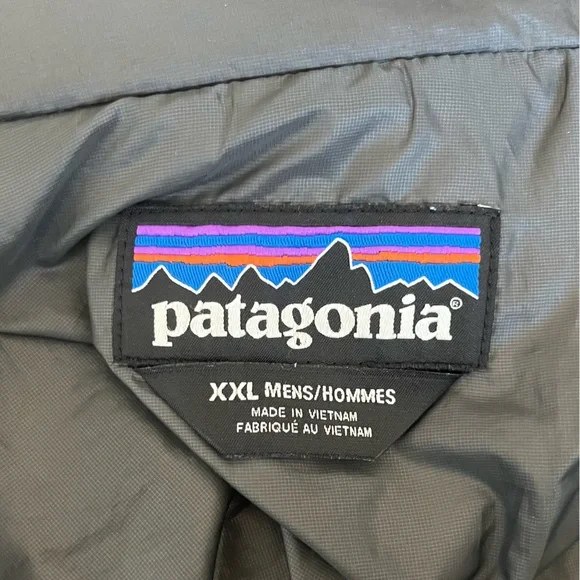 patagonia®
XXL MENS/HOMMES
MADE IN VIETNAM
FABRIQUÉ AU VIETNAM